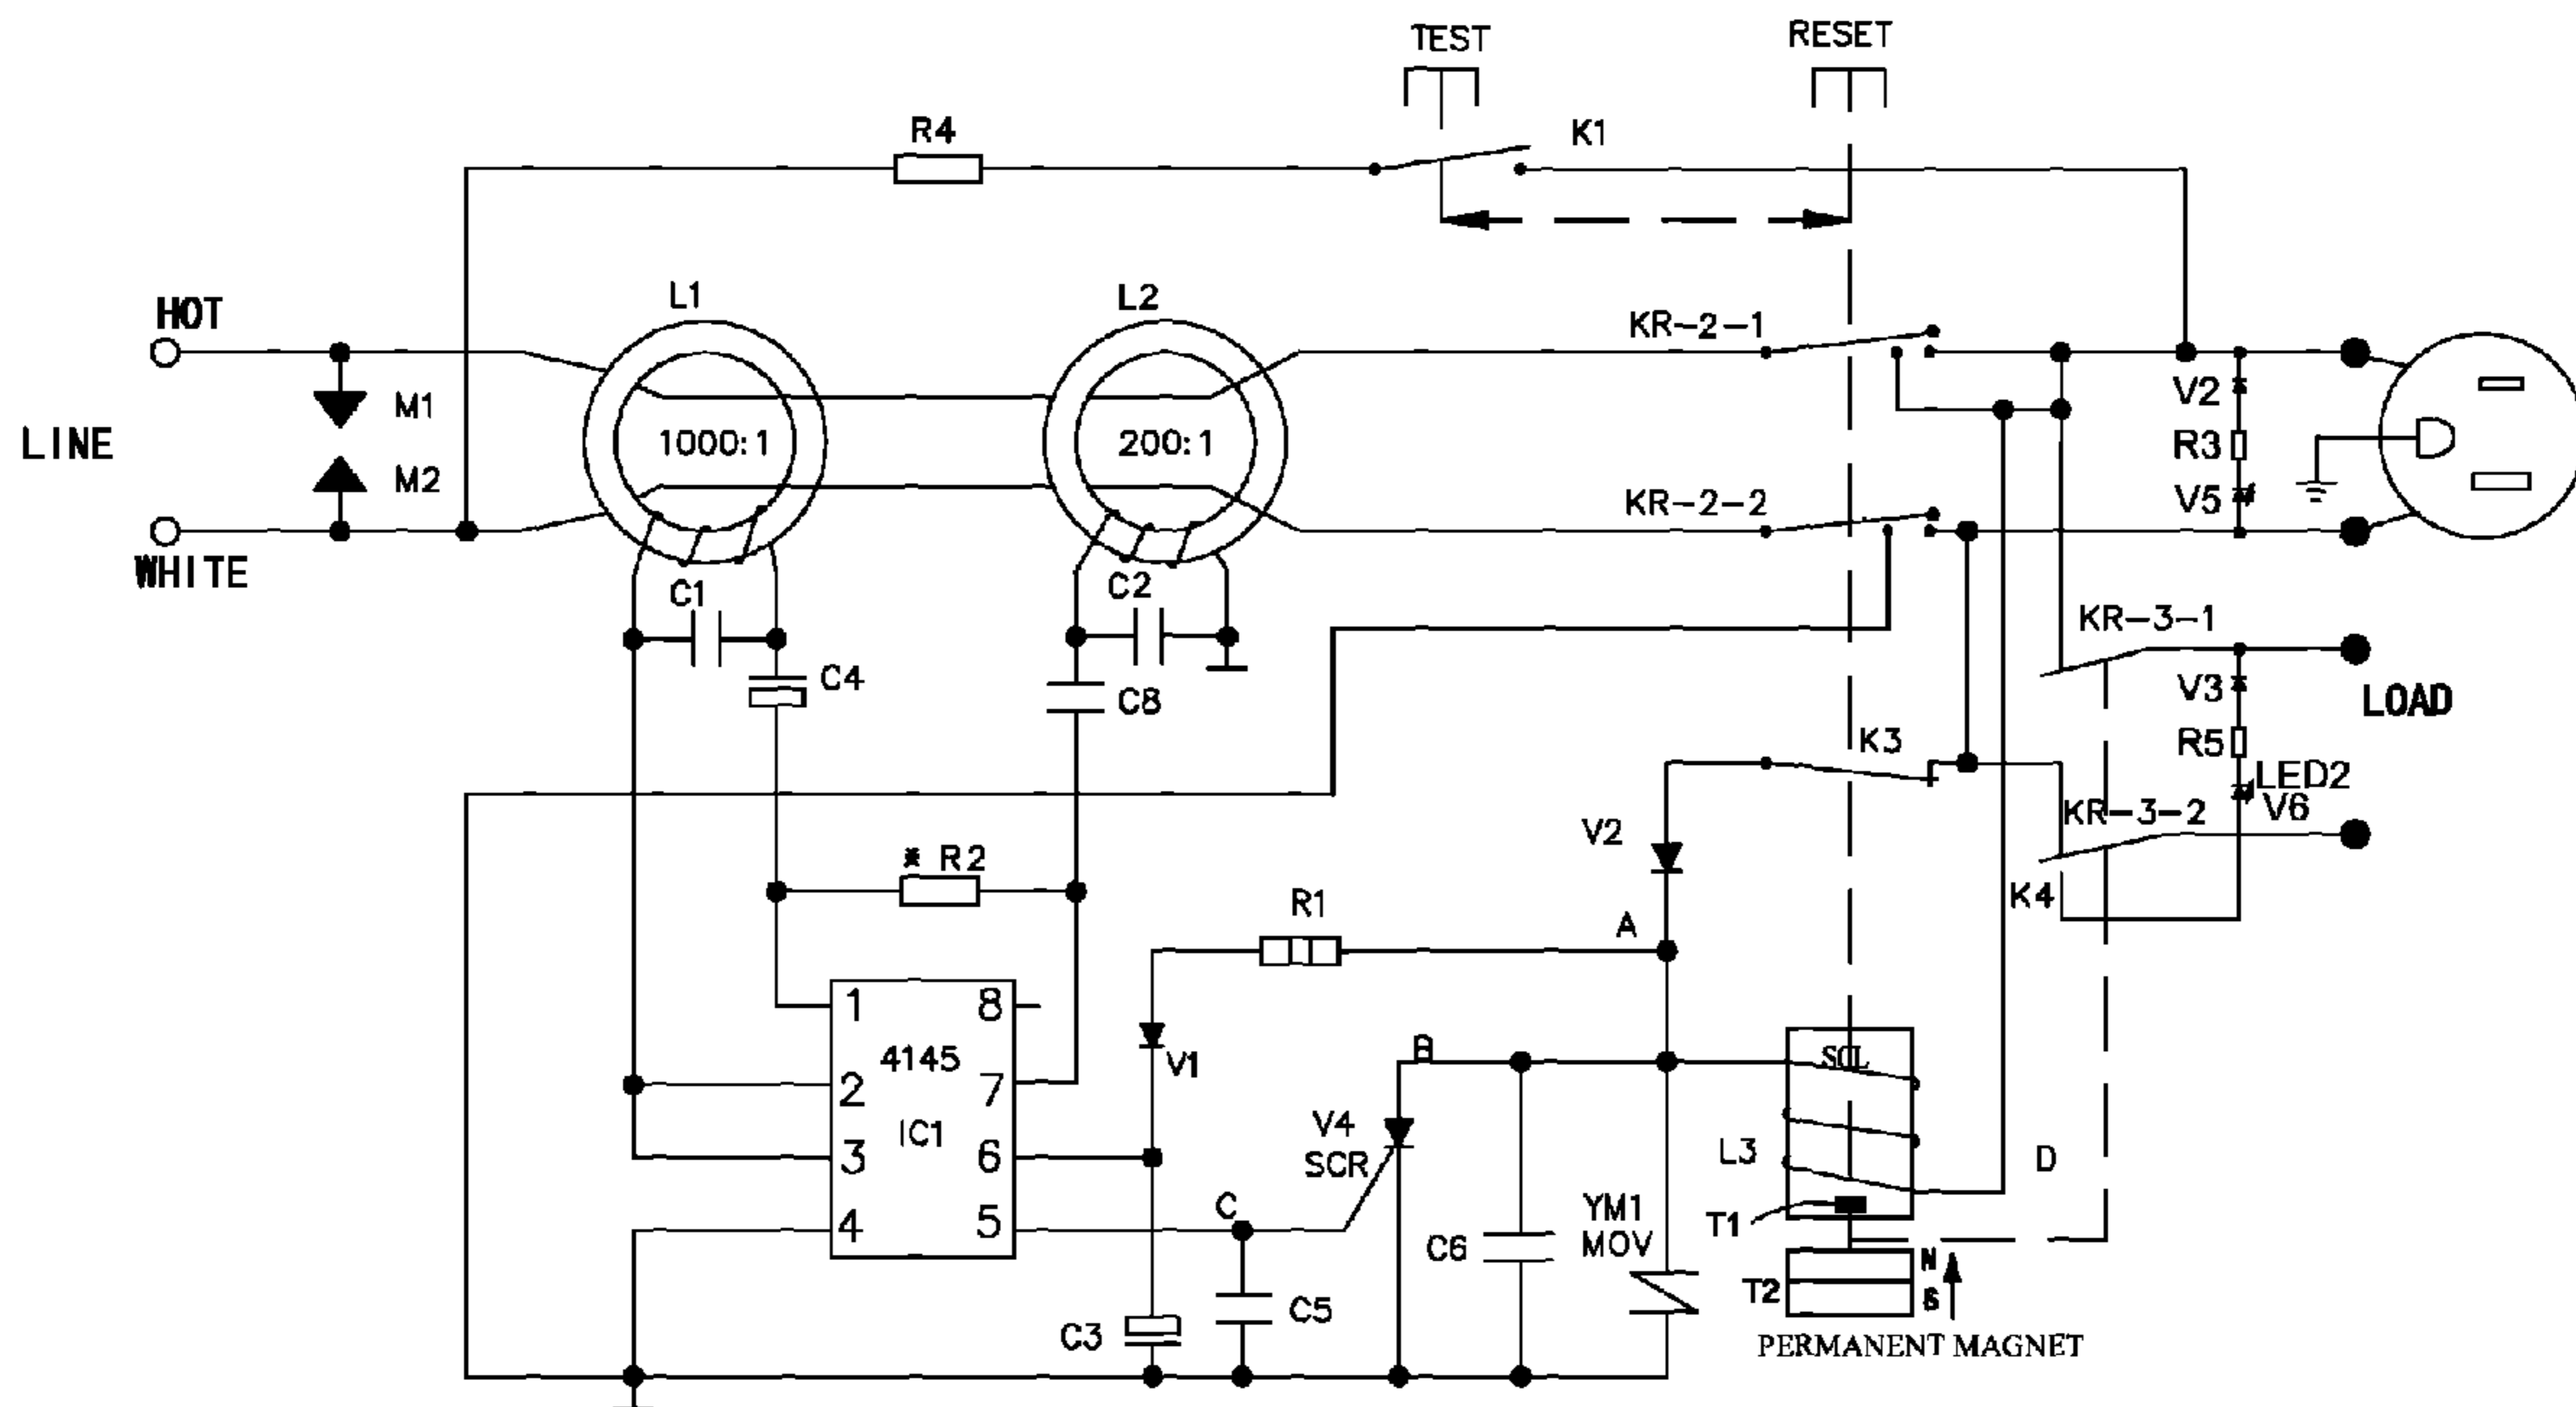 TEST
RESET
R4
K1
HOT
L1
L2
KR-2-1
M1
LINE
1000:1
200:1
V2
R3
M2
KR-2-2
V5
WHITE
C1
C2
KR-3-1
C4
C8
V3
LOAD
K3
R5
LED2
V6
KR-3-2
V2
* R2
R1
A
K4
1
8
4145
B
SOL
V1
2
7
IC1
V4
SCR
3
6
L3
D
C
YM1
MOV
T1
4
5
C6
N
T2
S
C5
C3
PERMANENT MAGNET